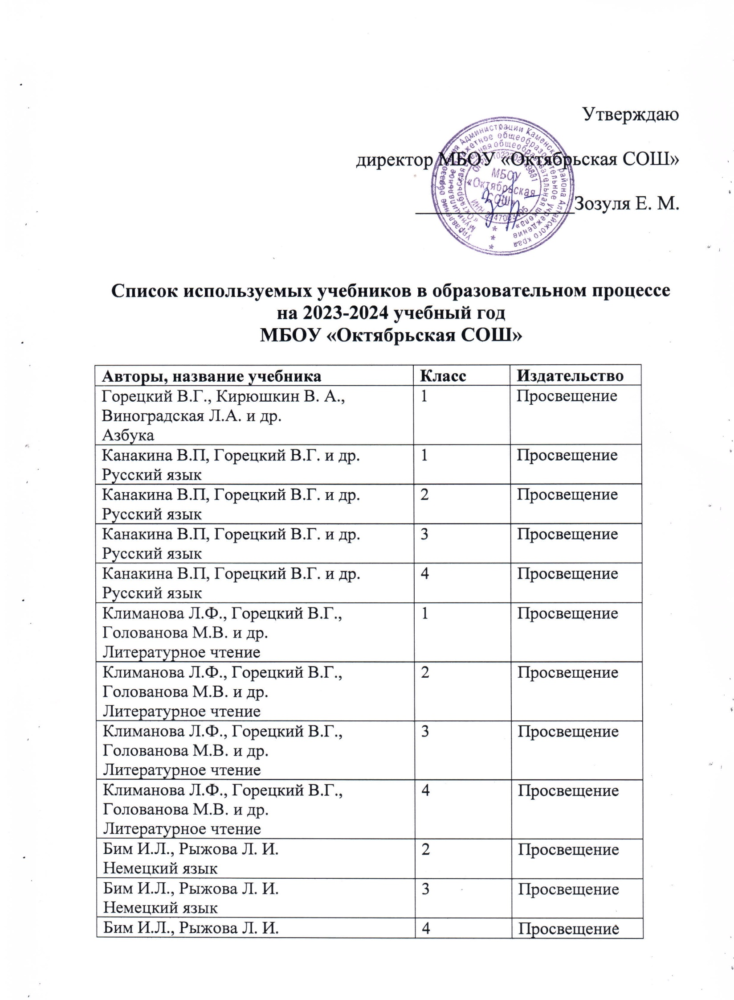 Утверждаю
директор МБОУ «Октябрьская СОШ»
Зозуля Е. М.
Управление образования Администрации Каменского района Алтайского края
Муниципальное бюджетное общеобразовательное учреждение
«Октябрьская средняя общеобразовательная школа»
МБОУ
«Октябрьская
СОШ»
Список используемых учебников в образовательном процессе
на 2023-2024 учебный год
МБОУ «Октябрьская СОШ»
Авторы, название учебника Класс Издательство
Горецкий В.Г., Кирюшкин В. А., 1 Просвещение
Виноградская Л.А. и др.
Азбука
Канакина В.П, Горецкий В.Г. и др. 1 Просвещение
Русский язык
Канакина В.П, Горецкий В.Г. и др. 2 Просвещение
Русский язык
Канакина В.П, Горецкий В.Г. и др. 3 Просвещение
Русский язык
Канакина В.П, Горецкий В.Г. и др. 4 Просвещение
Русский язык
Климанова Л.Ф., Горецкий В.Г., 1 Просвещение
Голованова М.В. и др.
Литературное чтение
Климанова Л.Ф., Горецкий В.Г., 2 Просвещение
Голованова М.В. и др.
Литературное чтение
Климанова Л.Ф., Горецкий В.Г., 3 Просвещение
Голованова М.В. и др.
Литературное чтение
Климанова Л.Ф., Горецкий В.Г., 4 Просвещение
Голованова М.В. и др.
Литературное чтение
Бим И.Л., Рыжова Л. И. 2 Просвещение
Немецкий язык
Бим И.Л., Рыжова Л. И. 3 Просвещение
Немецкий язык
Бим И.Л., Рыжова Л. И. 4 Просвещение